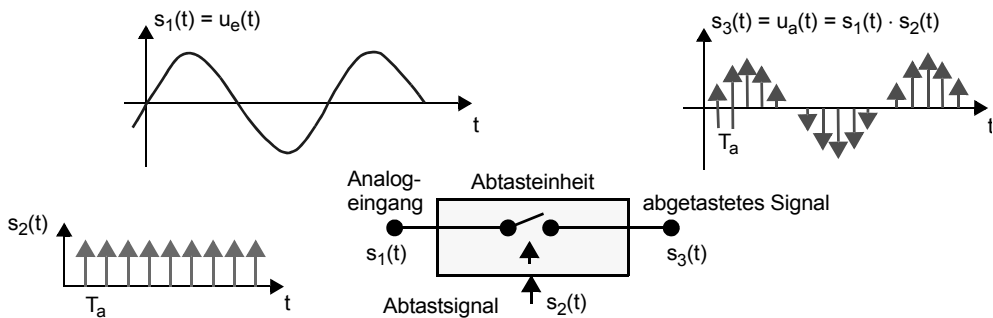 s₁(t) = uₑ(t)
t
s₃(t) = uₐ(t) = s₁(t) · s₂(t)
Tₐ
t
s₂(t)
Tₐ
t
Analog-
eingang
Abtasteinheit
abgetastetes Signal
s₁(t)
s₃(t)
Abtastsignal
s₂(t)